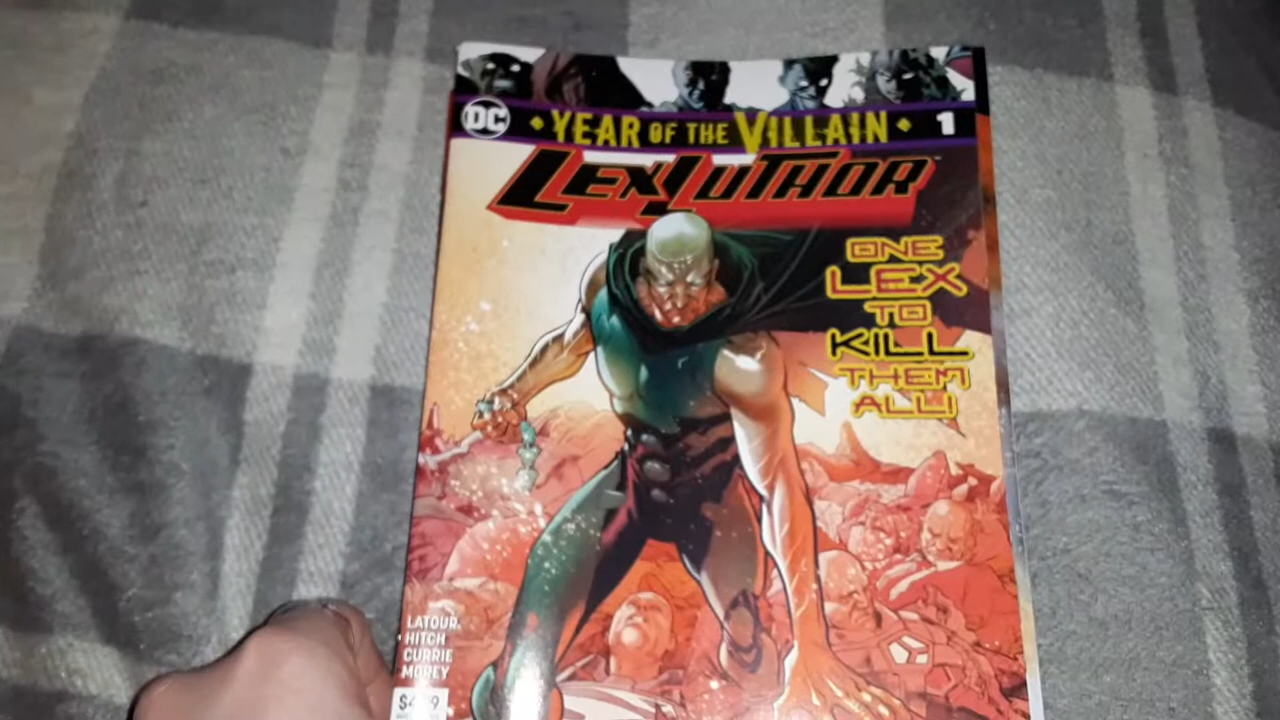 DC
YEAR OF THE VILLAIN
1
LEX LUTHOR
ONE
LEX
TO
KILL
THEM
ALL!
LATOUR
HITCH
CURRIE
MOREY